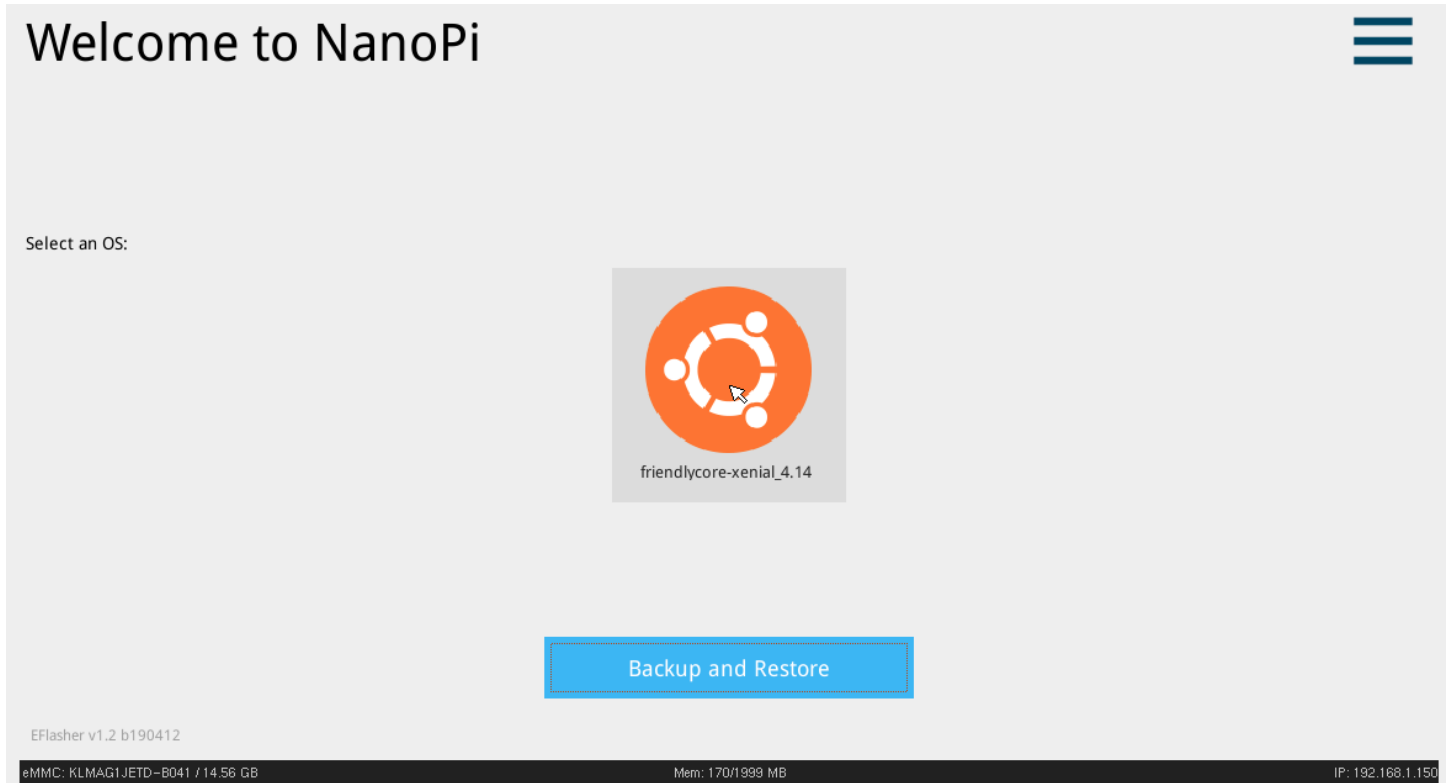 Welcome to NanoPi
Select an OS:
friendlycore-xenial_4.14
Backup and Restore
EFlasher v1.2 b190412
eMMC: KLMAG1JETD-B041 / 14.56 GB Mem: 170/1999 MB IP: 192.168.1.150